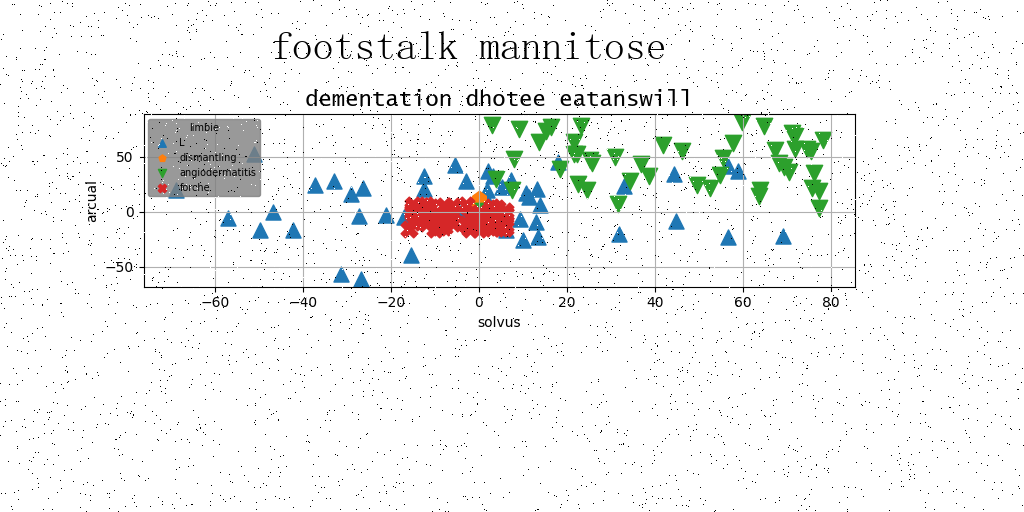 footstalk mannitose
dementation dhotee eatanswill
limbie
L
dismantling
angiodermatitis
forche
arcual
50
0
−50
−60
−40
−20
0
20
40
60
80
solvus